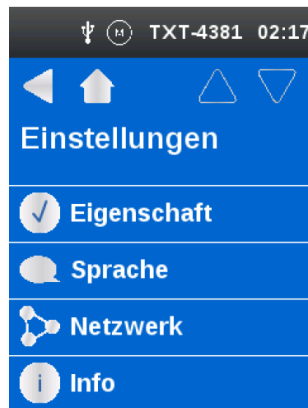 M TXT-4381 02:17
Einstellungen
Eigenschaft
Sprache
Netzwerk
i Info